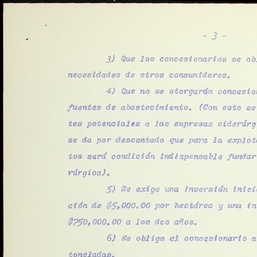 - 3 -
3) Que los concesionarios se ob
necesidades de otros consumidores.
4) Que no se otorgarán concesio
fuentes de abastecimiento. (Con esto se
tes potenciales a las empresas siderúrg
se da por descontado que para la explot
tos será condición indispensable fundar
rúrgica).
5) Se exige una inversión inici
ción de $5,000.00 por hectárea y una in
$750,000.00 a los dos años.
6) Se obliga el concesionario a
toneladas.